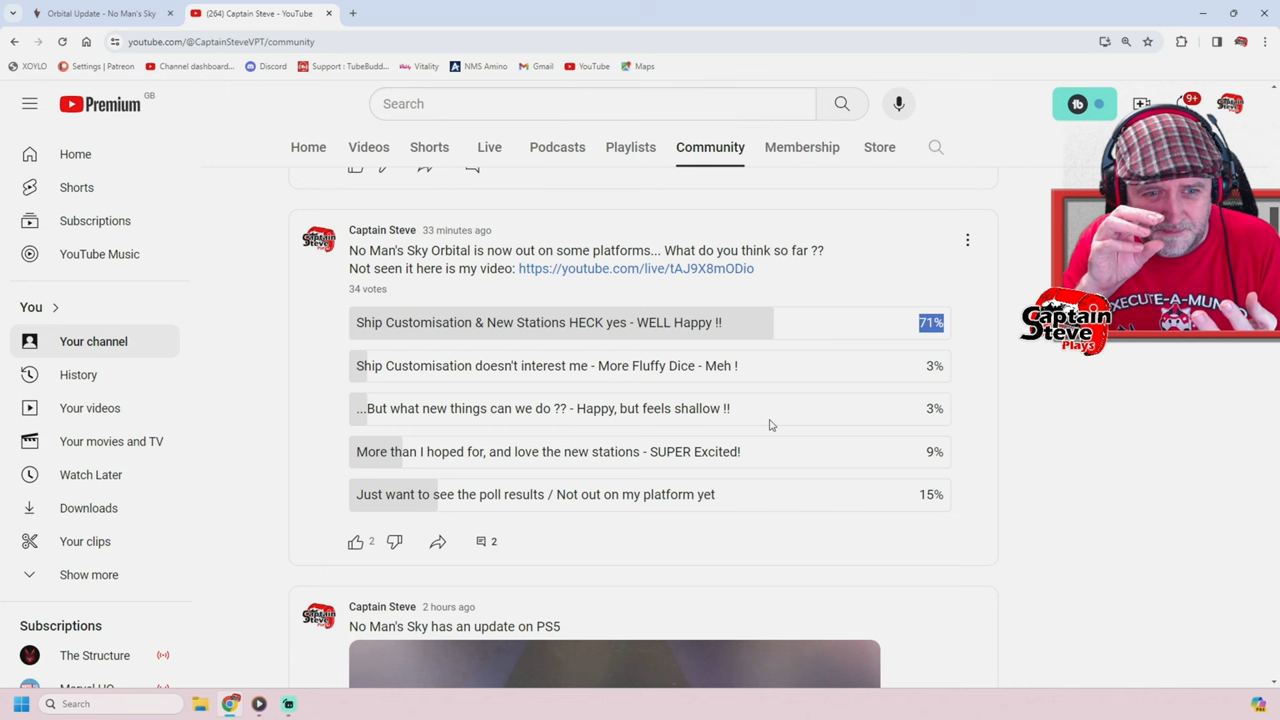 Orbital Update - No Man's Sky
(264) Captain Steve - YouTube
youtube.com/@CaptainSteveVPT/community
XOYLO
Settings | Patreon
Channel dashboard...
Discord
Support : TubeBudd...
Vitality
NMS Amino
Gmail
YouTube
Maps
Premium
GB
Search
9+
Home
Videos
Shorts
Live
Podcasts
Playlists
Community
Membership
Store
Home
Shorts
Subscriptions
YouTube Music
You
Your channel
History
Your videos
Your movies and TV
Watch Later
Downloads
Your clips
Show more
Subscriptions
The Structure
Captain Steve 33 minutes ago
No Man's Sky Orbital is now out on some platforms... What do you think so far ??
Not seen it here is my video: https://youtube.com/live/tAJ9X8mODio
34 votes
Ship Customisation & New Stations HECK yes - WELL Happy !! 71%
Ship Customisation doesn't interest me - More Fluffy Dice - Meh ! 3%
...But what new things can we do ?? - Happy, but feels shallow !! 3%
More than I hoped for, and love the new stations - SUPER Excited! 9%
Just want to see the poll results / Not out on my platform yet 15%
2
2
Captain Steve 2 hours ago
No Man's Sky has an update on PS5
EXECUTE-A-MUN
Captain
Steve
Plays
Search